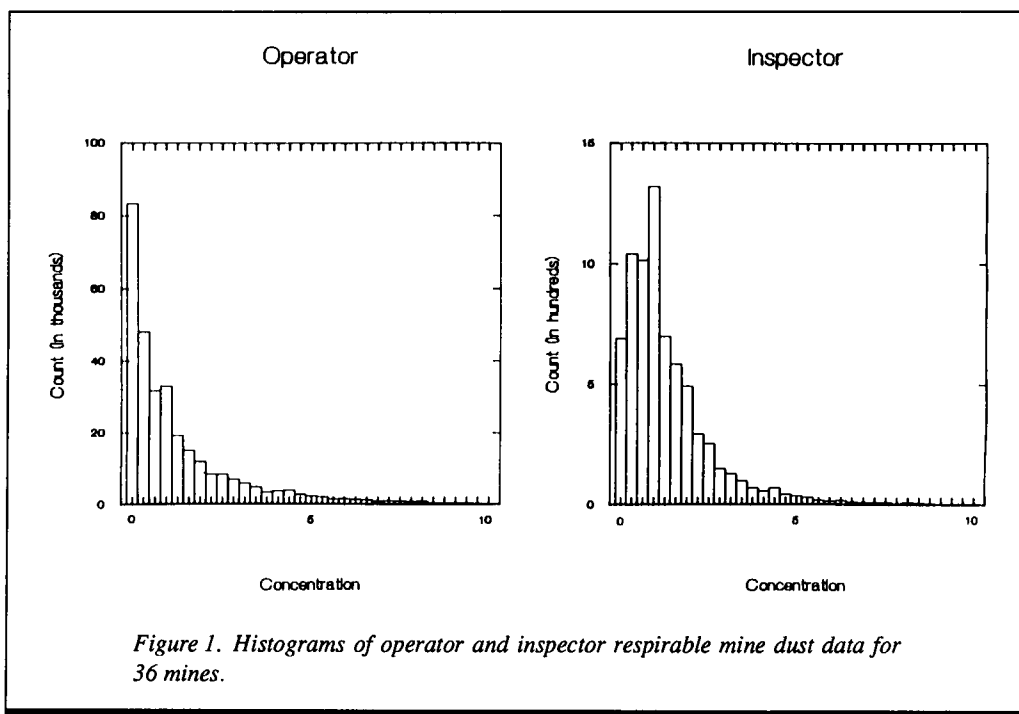 Operator
100
80
60
40
20
0
Count (in thousands)
0 5 10
Concentration
Inspector
15
10
5
0
Count (in hundreds)
0 5 10
Concentration
Figure 1. Histograms of operator and inspector respirable mine dust data for
36 mines.